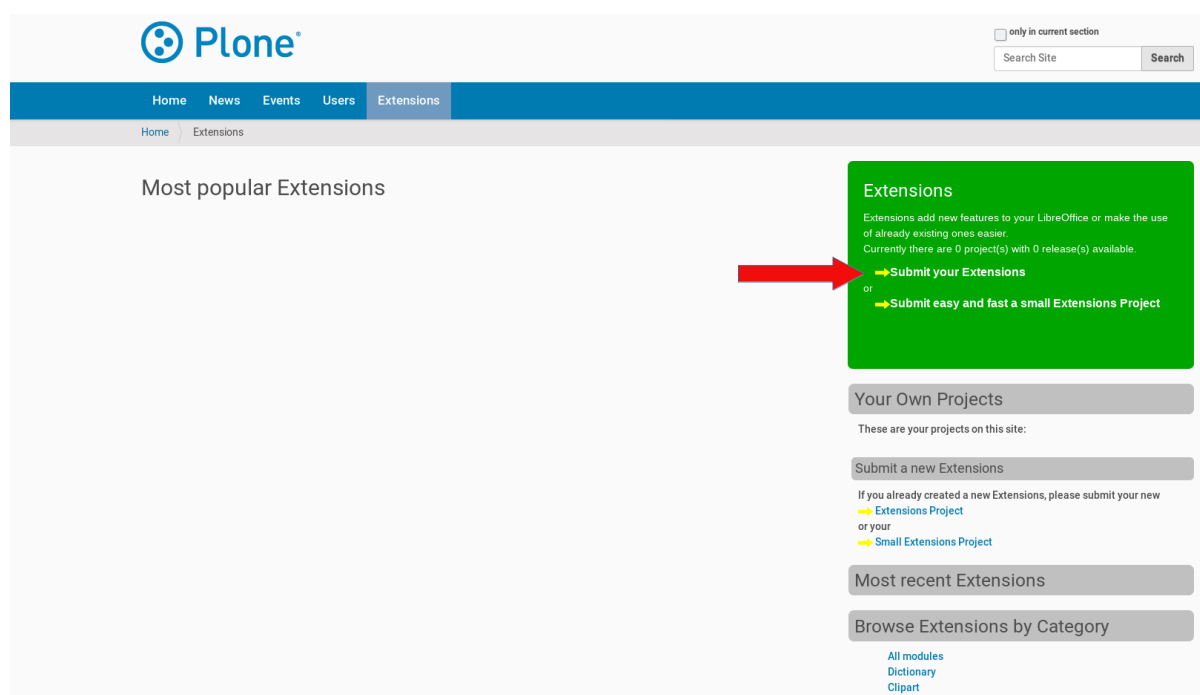 Plone®
only in current section
Search Site
Search
Home News Events Users Extensions
Home Extensions
Most popular Extensions
Extensions
Extensions add new features to your LibreOffice or make the use
of already existing ones easier.
Currently there are 0 project(s) with 0 release(s) available.
Submit your Extensions
or
Submit easy and fast a small Extensions Project
Your Own Projects
These are your projects on this site:
Submit a new Extensions
If you already created a new Extensions, please submit your new
Extensions Project
or your
Small Extensions Project
Most recent Extensions
Browse Extensions by Category
All modules
Dictionary
Clipart